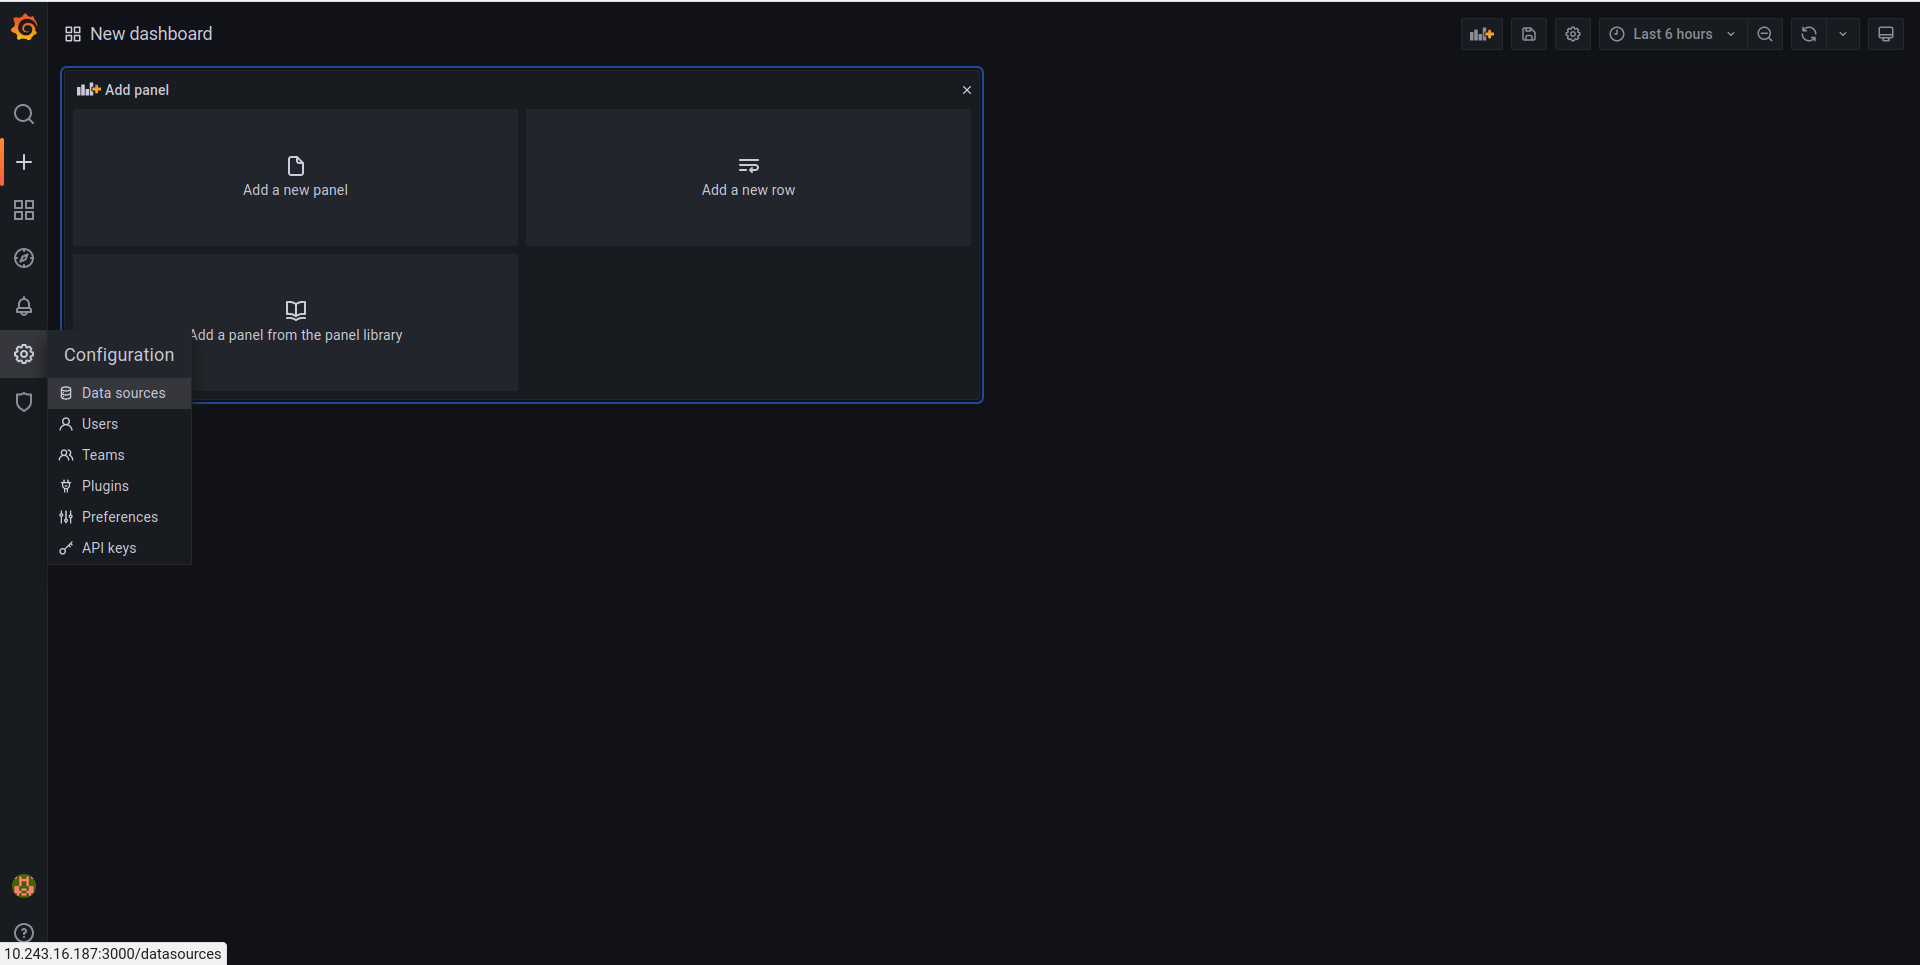 New dashboard
Last 6 hours
Add panel
Add a new panel
Add a new row
Add a panel from the panel library
Configuration
Data sources
Users
Teams
Plugins
Preferences
API keys
10.243.16.187:3000/datasources